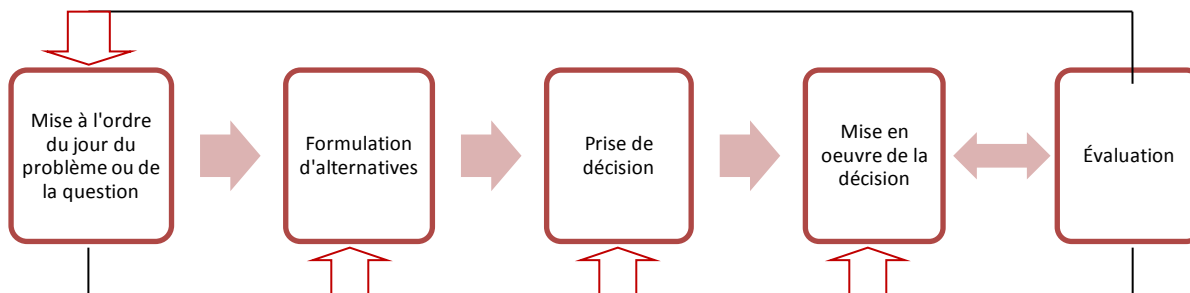 Mise à l'ordre
du jour du
problème ou de
la question
Formulation
d'alternatives
Prise de
décision
Mise en
oeuvre de la
décision
Évaluation